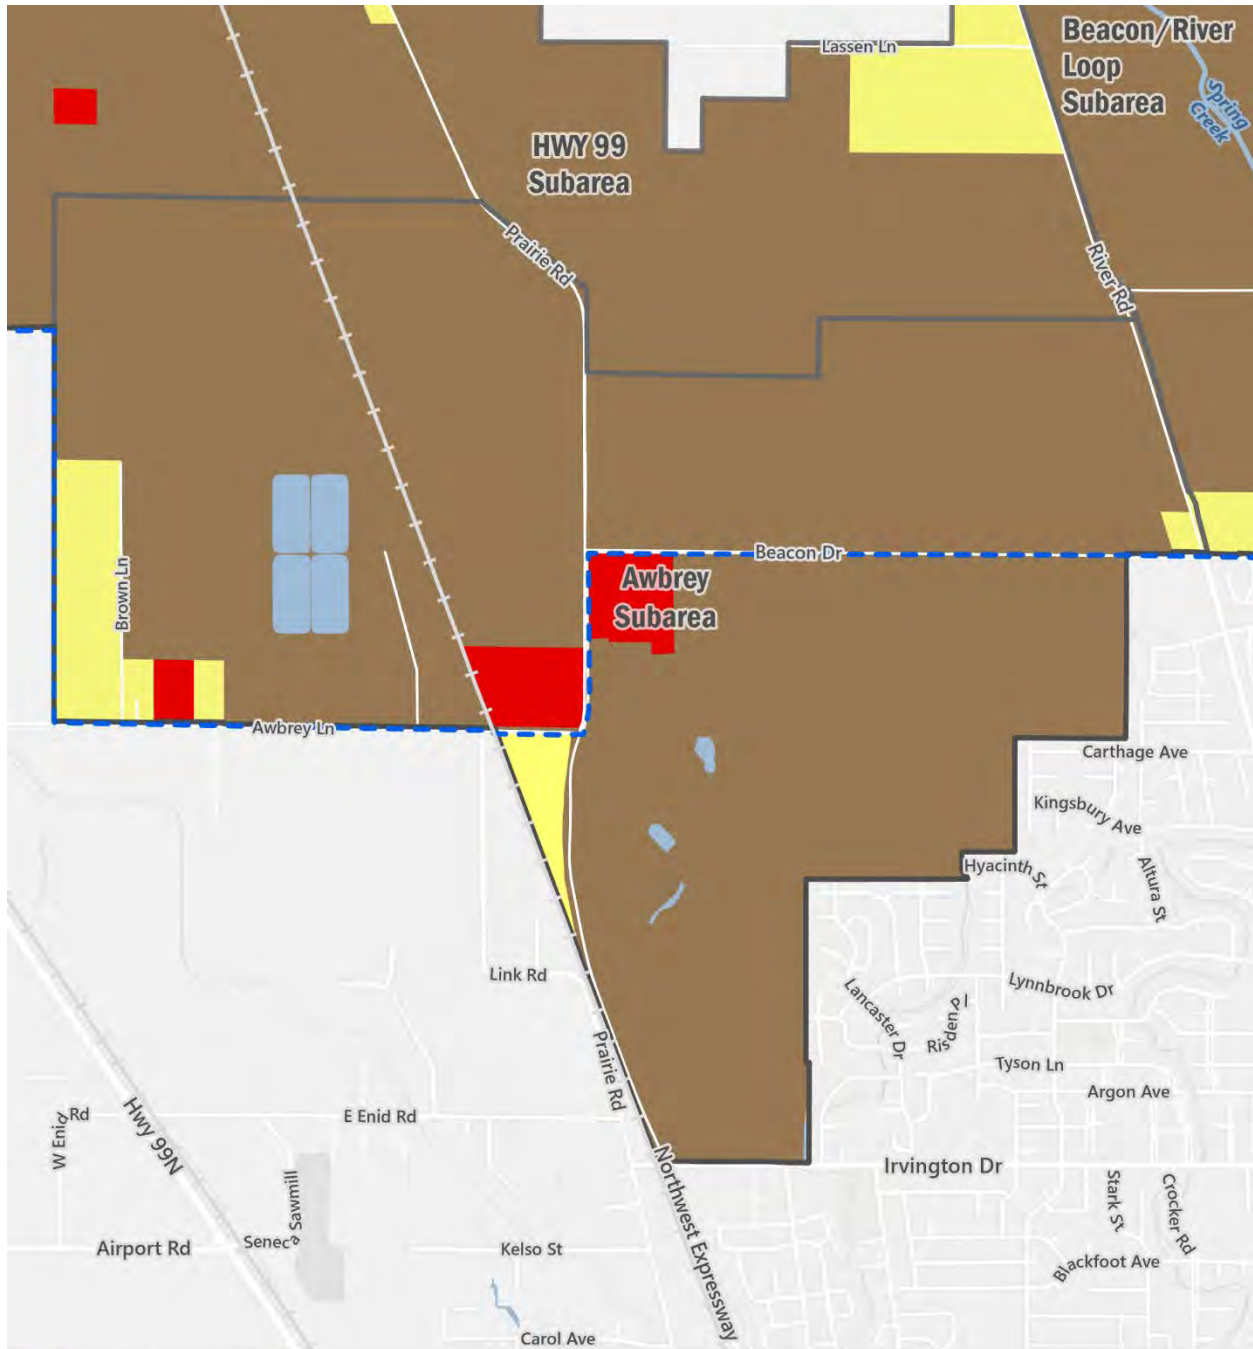 Beacon/River
Loop
Subarea
Lassen Ln
Spring
Creek
HWY 99
Subarea
Prairie Rd
River Rd
Beacon Dr
Awbrey
Subarea
Brown Ln
Awbrey Ln
Carthage Ave
Kingsbury Ave
Hyacinth St
Altura St
Link Rd
Lynnbrook Dr
Lancaster Dr
Risden Pl
Prairie Rd
Tyson Ln
Argon Ave
W Enid Rd
Hwy 99N
E Enid Rd
Irvington Dr
Northwest Expressway
Stark St
Crocker Rd
Seneca Sawmill
Airport Rd
Kelso St
Blackfoot Ave
Carol Ave